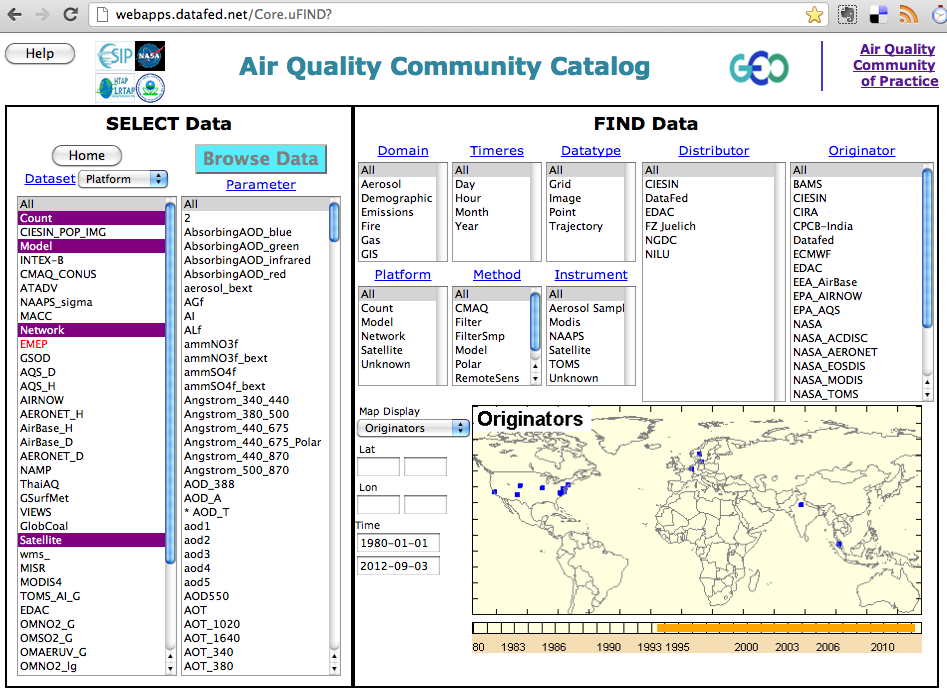 webapps.datafed.net/Core.uFIND?
Help
ESIP
NASA
HTAP
LRTAP
Air Quality Community Catalog
GEO
Air Quality
Community
of Practice
SELECT Data
Home
Browse Data
Dataset
Platform
Parameter
All
Count
CIESIN_POP_IMG
Model
INTEX-B
CMAQ_CONUS
ATADV
NAAPS_sigma
MACC
Network
EMEP
GSOD
AQS_D
AQS_H
AIRNOW
AERONET_H
AirBase_H
AirBase_D
AERONET_D
NAMP
ThaiAQ
GSurfMet
VIEWS
GlobCoal
Satellite
wms_
MISR
MODIS4
TOMS_AI_G
EDAC
OMNO2_G
OMSO2_G
OMAERUV_G
OMNO2_lg
All
2
AbsorbingAOD_blue
AbsorbingAOD_green
AbsorbingAOD_infrared
AbsorbingAOD_red
aerosol_bext
AGf
AI
ALf
ammNO3f
ammNO3f_bext
ammSO4f
ammSO4f_bext
Angstrom_340_440
Angstrom_380_500
Angstrom_440_675
Angstrom_440_675_Polar
Angstrom_440_870
Angstrom_500_870
AOD_388
AOD_A
* AOD_T
aod1
aod2
aod3
aod4
aod5
AOD550
AOT
AOT_1020
AOT_1640
AOT_340
AOT_380
FIND Data
Domain
All
Aerosol
Demographic
Emissions
Fire
Gas
GIS
Timeres
All
Day
Hour
Month
Year
Datatype
All
Grid
Image
Point
Trajectory
Distributor
All
CIESIN
DataFed
EDAC
FZ Juelich
NGDC
NILU
Originator
All
BAMS
CIESIN
CIRA
CPCB-India
Datafed
ECMWF
EDAC
EEA_AirBase
EPA_AIRNOW
EPA_AQS
NASA
NASA_ACDISC
NASA_AERONET
NASA_EOSDIS
NASA_MODIS
NASA_TOMS
Platform
All
Count
Model
Network
Satellite
Unknown
Method
All
CMAQ
Filter
FilterSmp
Model
Polar
RemoteSens
Instrument
All
Aerosol Sampl
Modis
NAAPS
Satellite
TOMS
Unknown
Map Display
Originators
Lat
Lon
Time
1980-01-01
2012-09-03
Originators
80 1983 1986 1990 1993 1995 2000 2003 2006 2010